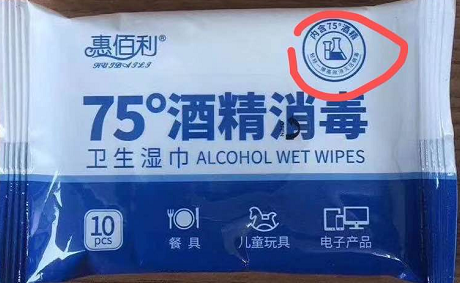 惠佰利®
HUIBAILI
内含75°酒精
75°酒精消毒
卫生湿巾 ALCOHOL WET WIPES
10
pcs
餐具
儿童玩具
电子产品